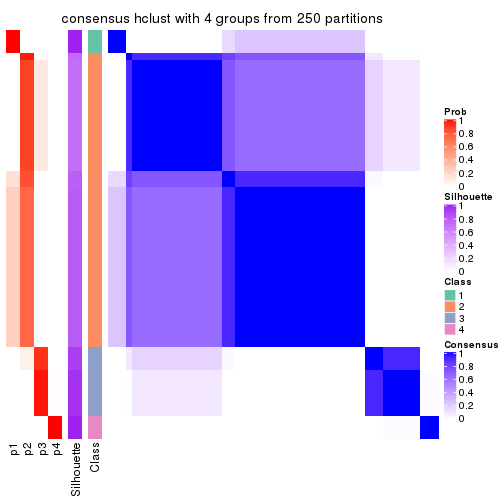 consensus hclust with 4 groups from 250 partitions
Prob
1
0.8
0.6
0.4
0.2
0
Silhouette
1
0.8
0.6
0.4
0.2
0
Class
1
2
3
4
Consensus
1
0.8
0.6
0.4
0.2
0
p1
p2
p3
p4
Silhouette
Class